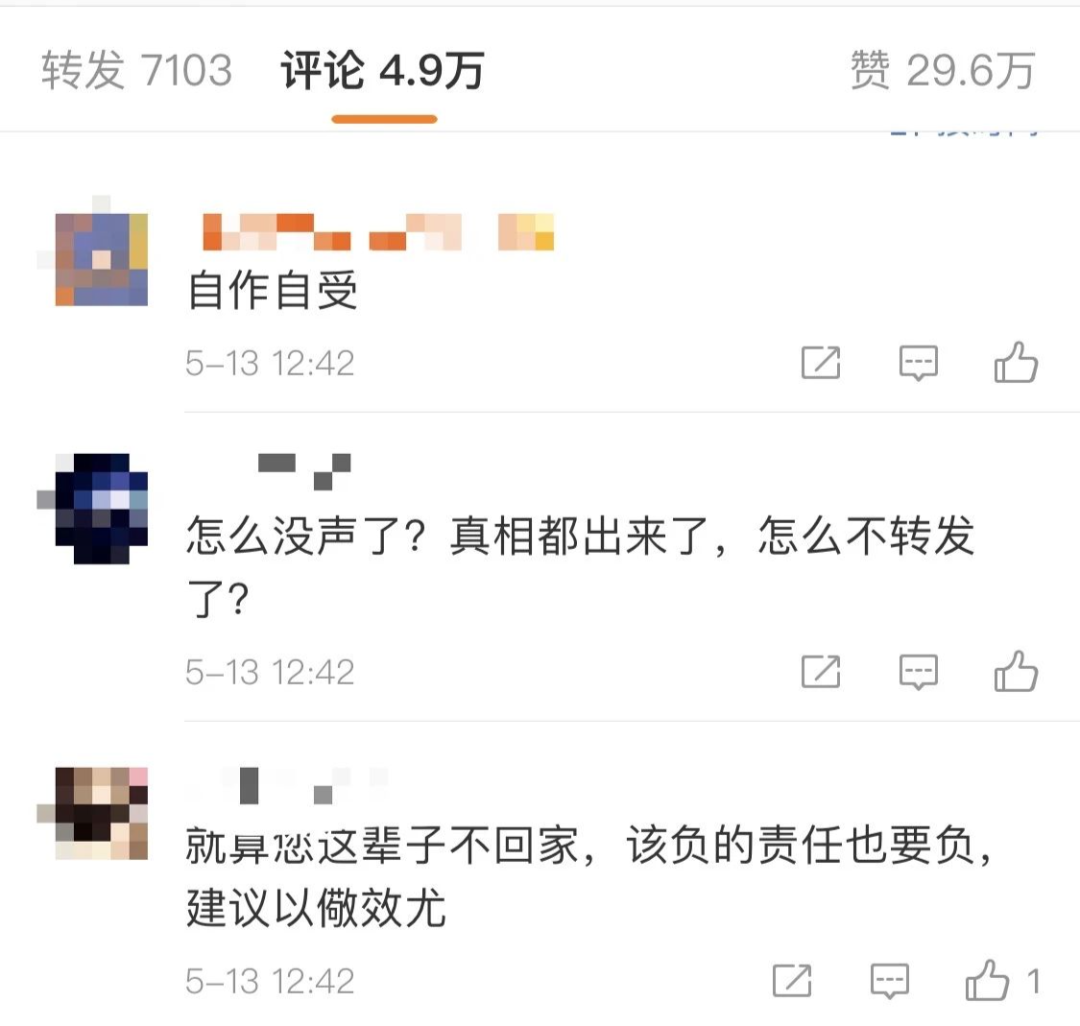 转发 7103 评论 4.9万 赞 29.6万
自作自受
5-13 12:42
怎么没声了？真相都出来了，怎么不转发
了？
5-13 12:42
就算您这辈子不回家，该负的责任也要负，
建议以儆效尤
5-13 12:42 1